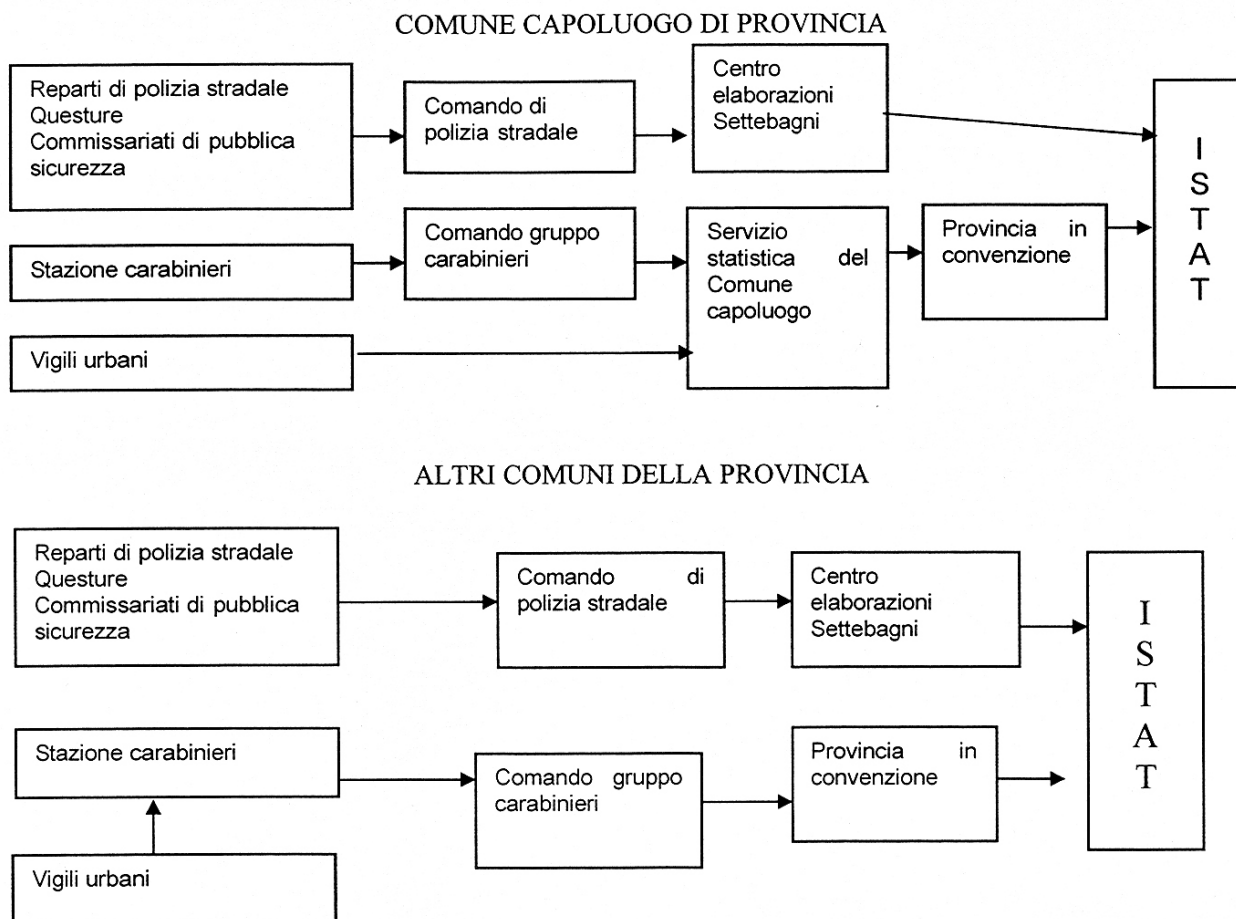 COMUNE CAPOLUOGO DI PROVINCIA
Reparti di polizia stradale
Questure
Commissariati di pubblica
sicurezza
Comando di
polizia stradale
Centro
elaborazioni
Settebagni
I
S
T
A
T
Stazione carabinieri
Comando gruppo
carabinieri
Servizio
statistica del
Comune
capoluogo
Provincia in
convenzione
Vigili urbani
ALTRI COMUNI DELLA PROVINCIA
Reparti di polizia stradale
Questure
Commissariati di pubblica
sicurezza
Comando di
polizia stradale
Centro
elaborazioni
Settebagni
I
S
T
A
T
Stazione carabinieri
Comando gruppo
carabinieri
Provincia in
convenzione
Vigili urbani